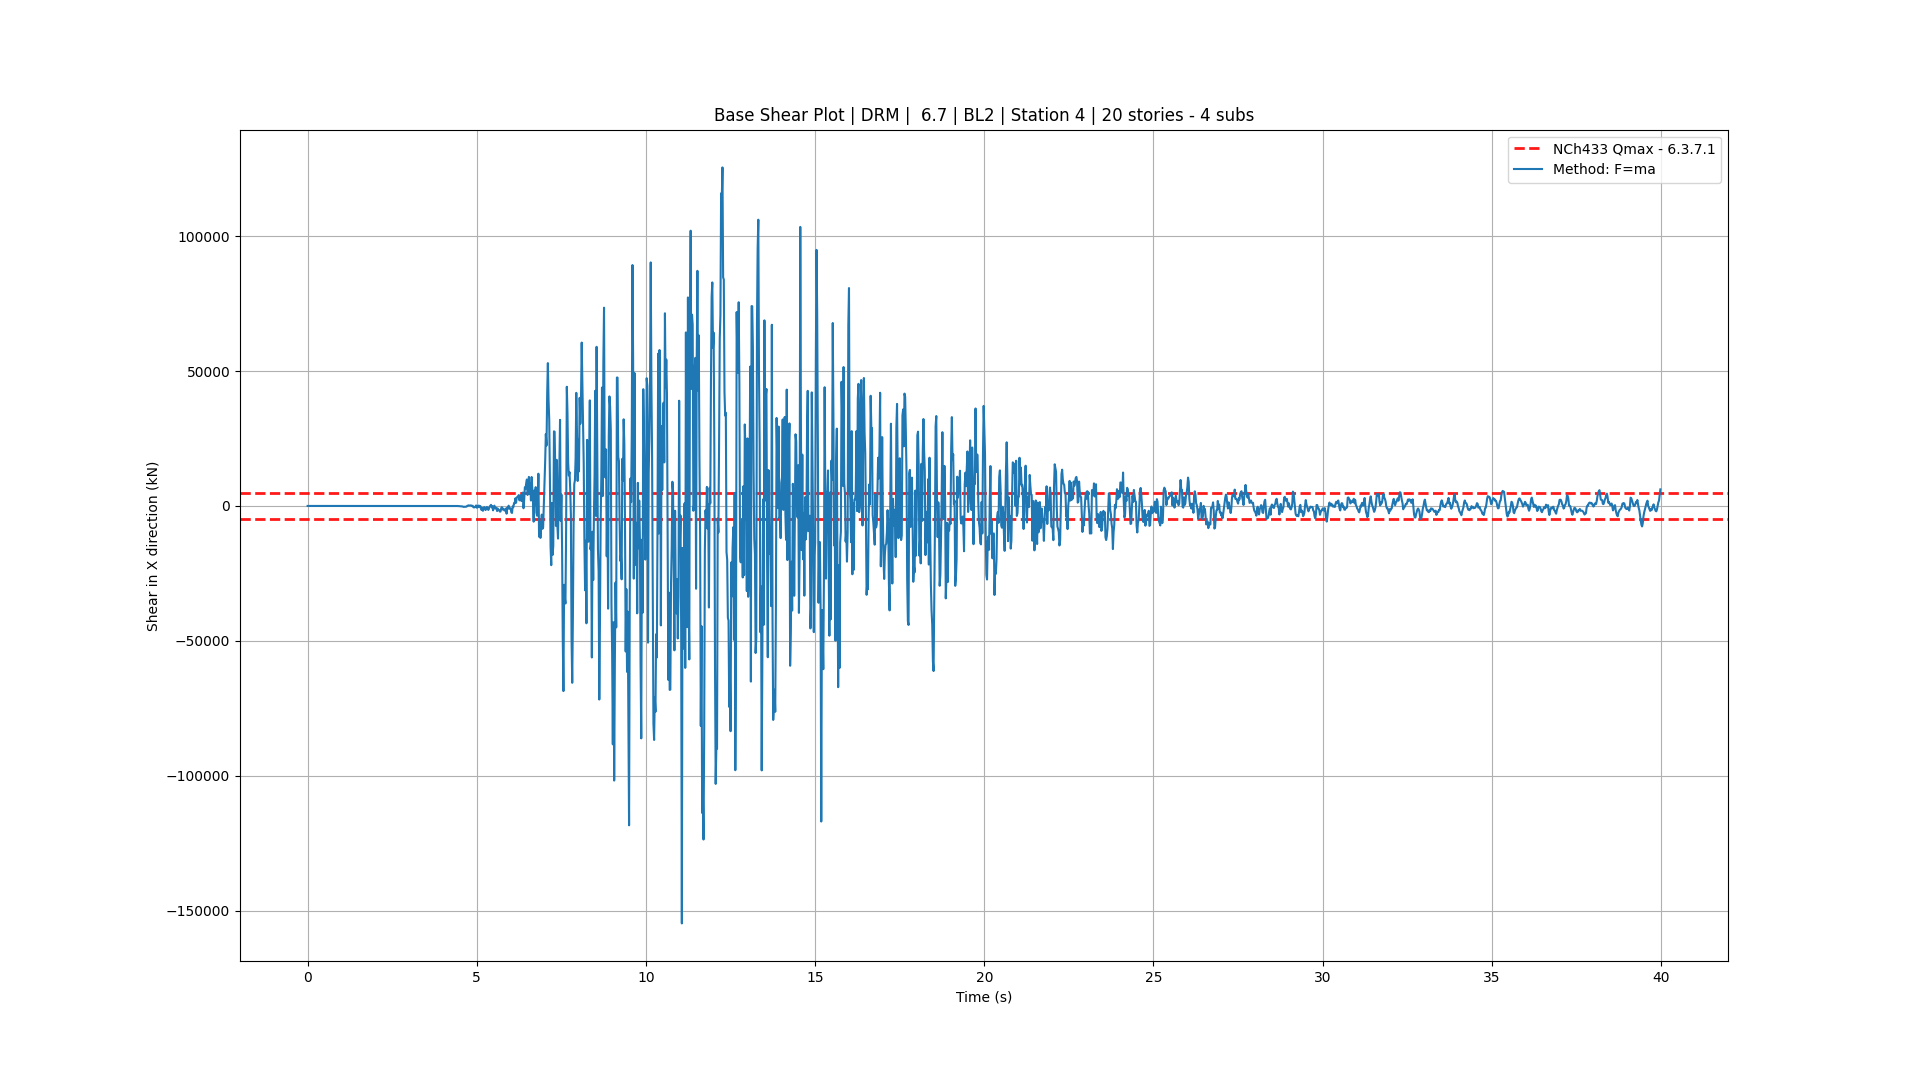 Base Shear Plot | DRM |  6.7 | BL2 | Station 4 | 20 stories - 4 subs
NCh433 Qmax - 6.3.7.1
Method: F=ma
100000
50000
0
−50000
−100000
−150000
Shear in X direction (kN)
0 5 10 15 20 25 30 35 40
Time (s)